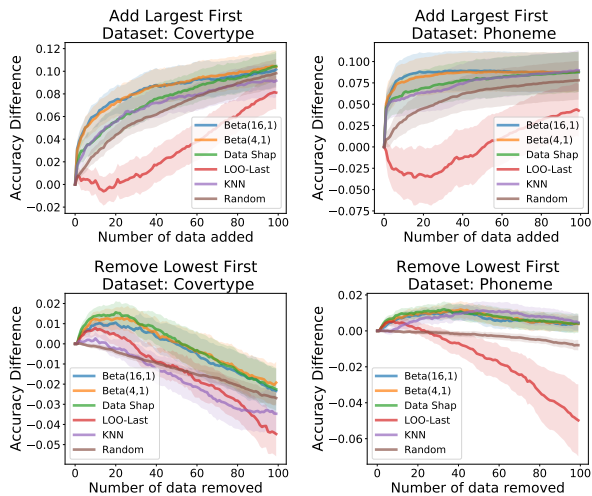 Add Largest First
Dataset: Covertype
Accuracy Difference
0.12
0.10
0.08
0.06
0.04
0.02
0.00
−0.02
0
20
40
60
80
100
Number of data added
Beta(16,1)
Beta(4,1)
Data Shap
LOO-Last
KNN
Random
Add Largest First
Dataset: Phoneme
Accuracy Difference
0.100
0.075
0.050
0.025
0.000
−0.025
−0.050
−0.075
0
20
40
60
80
100
Number of data added
Beta(16,1)
Beta(4,1)
Data Shap
LOO-Last
KNN
Random
Remove Lowest First
Dataset: Covertype
Accuracy Difference
0.02
0.01
0.00
−0.01
−0.02
−0.03
−0.04
−0.05
0
20
40
60
80
100
Number of data removed
Beta(16,1)
Beta(4,1)
Data Shap
LOO-Last
KNN
Random
Remove Lowest First
Dataset: Phoneme
Accuracy Difference
0.02
0.00
−0.02
−0.04
−0.06
0
20
40
60
80
100
Number of data removed
Beta(16,1)
Beta(4,1)
Data Shap
LOO-Last
KNN
Random